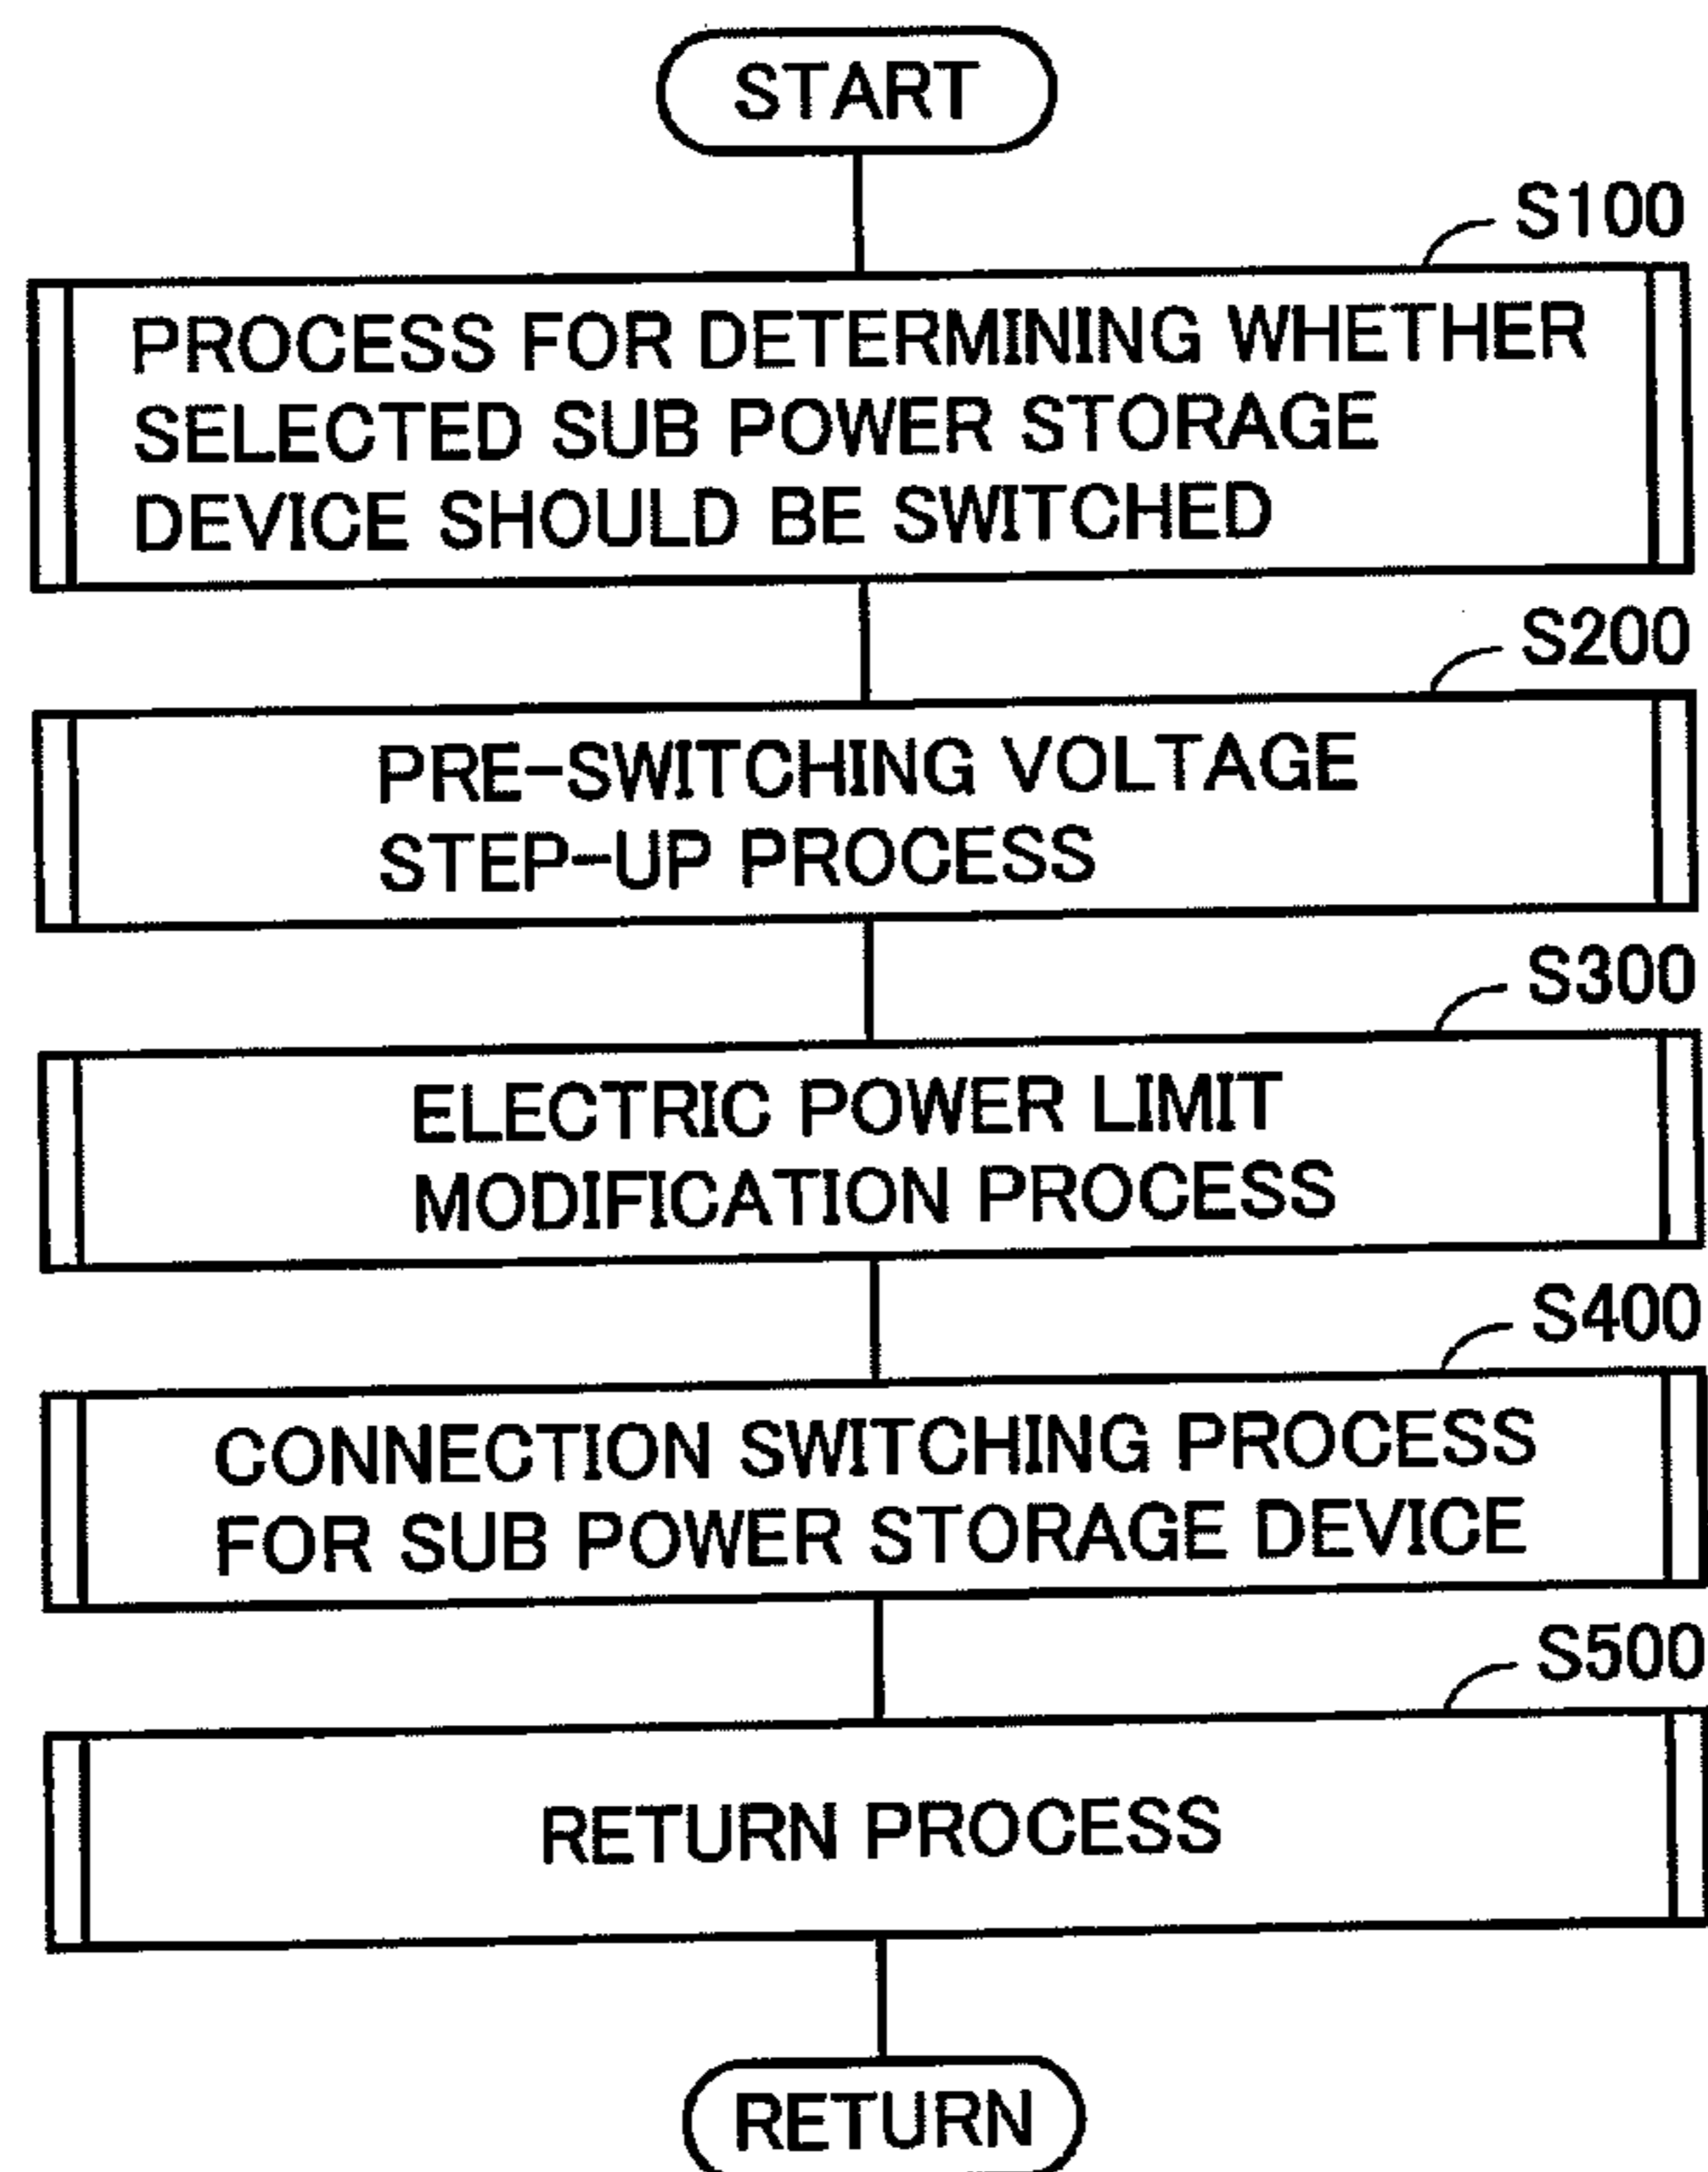 START
S100
PROCESS FOR DETERMINING WHETHER
SELECTED SUB POWER STORAGE
DEVICE SHOULD BE SWITCHED
S200
PRE-SWITCHING VOLTAGE
STEP-UP PROCESS
S300
ELECTRIC POWER LIMIT
MODIFICATION PROCESS
S400
CONNECTION SWITCHING PROCESS
FOR SUB POWER STORAGE DEVICE
S500
RETURN PROCESS
RETURN